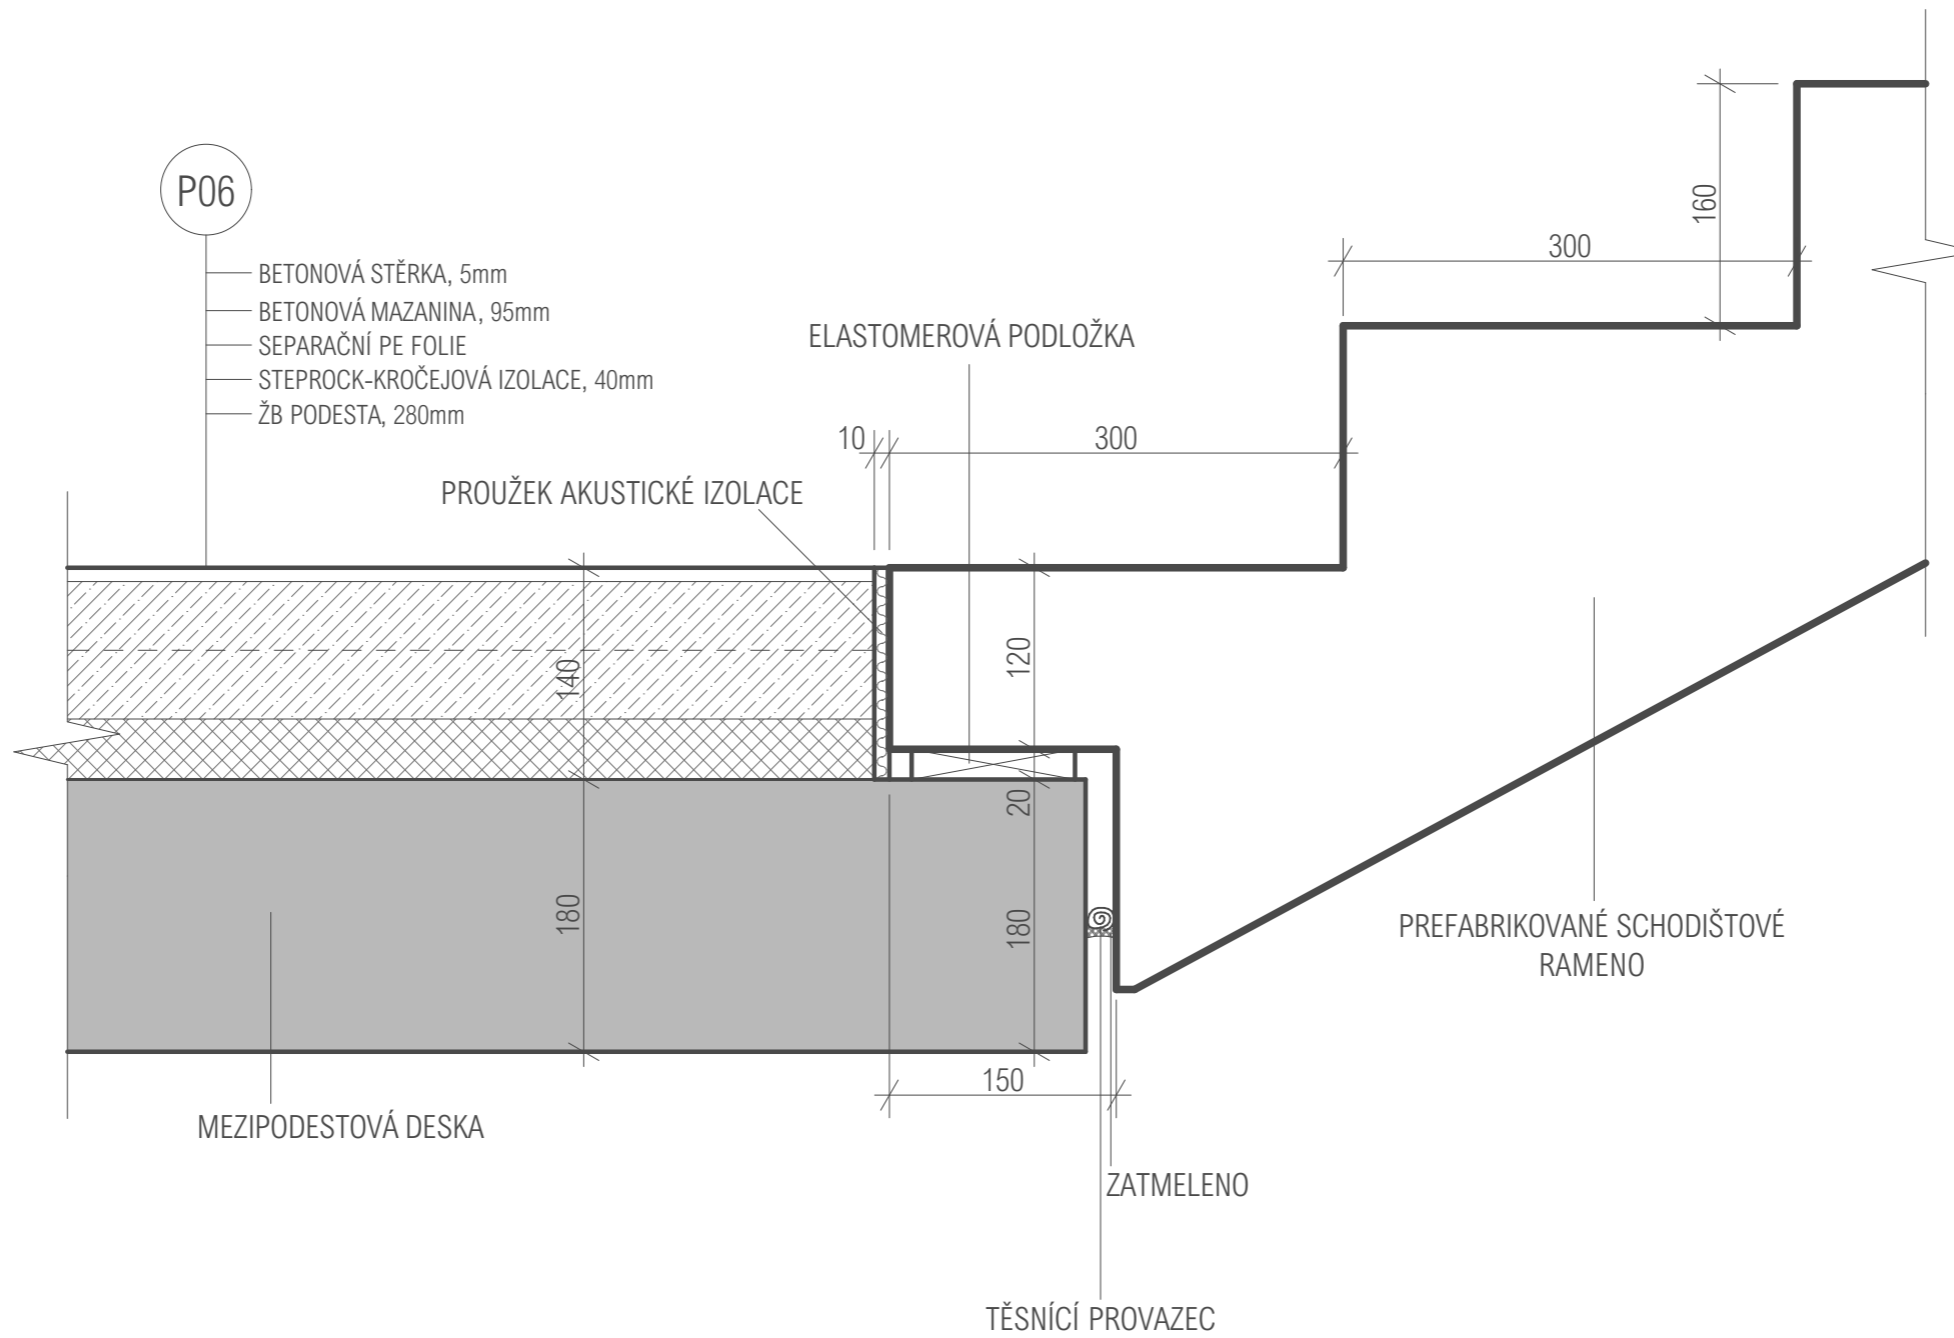 P06
BETONOVÁ STĚRKA, 5mm
BETONOVÁ MAZANINA, 95mm
SEPARAČNÍ PE FOLIE
STEPROCK-KROČEJOVÁ IZOLACE, 40mm
ŽB PODESTA, 280mm
160
300
ELASTOMEROVÁ PODLOŽKA
10
300
PROUŽEK AKUSTICKÉ IZOLACE
140
120
20
180
180
PREFABRIKOVANÉ SCHODIŠTOVÉ
RAMENO
150
MEZIPODESTOVÁ DESKA
ZATMELENO
TĚSNÍCÍ PROVAZEC